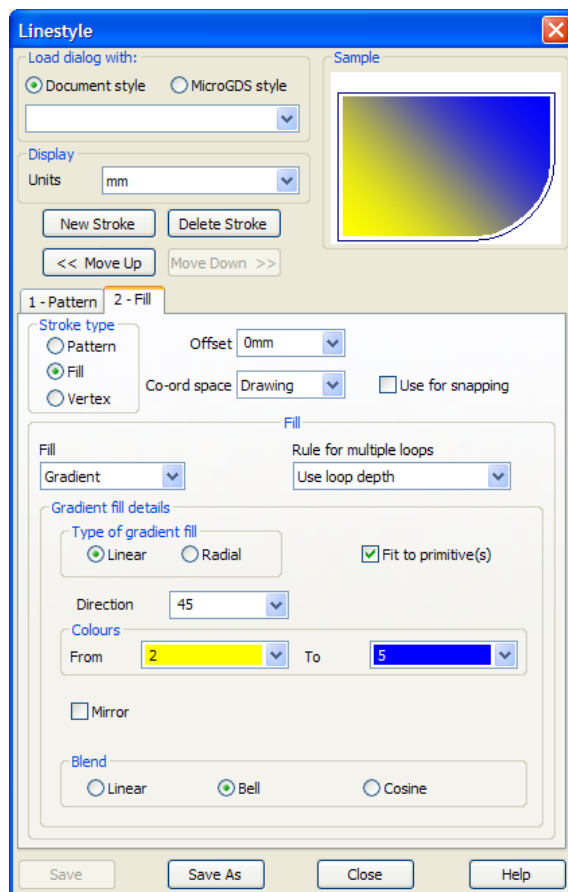 Linestyle
Load dialog with:
Document style MicroGDS style
Sample
Display
Units mm
New Stroke Delete Stroke
<< Move Up Move Down >>
1 - Pattern 2 - Fill
Stroke type
Pattern
Fill
Vertex
Offset 0mm
Co-ord space Drawing Use for snapping
Fill
Fill Rule for multiple loops
Gradient Use loop depth
Gradient fill details
Type of gradient fill
Linear Radial Fit to primitive(s)
Direction 45
Colours
From 2 To 5
Mirror
Blend
Linear Bell Cosine
Save Save As Close Help